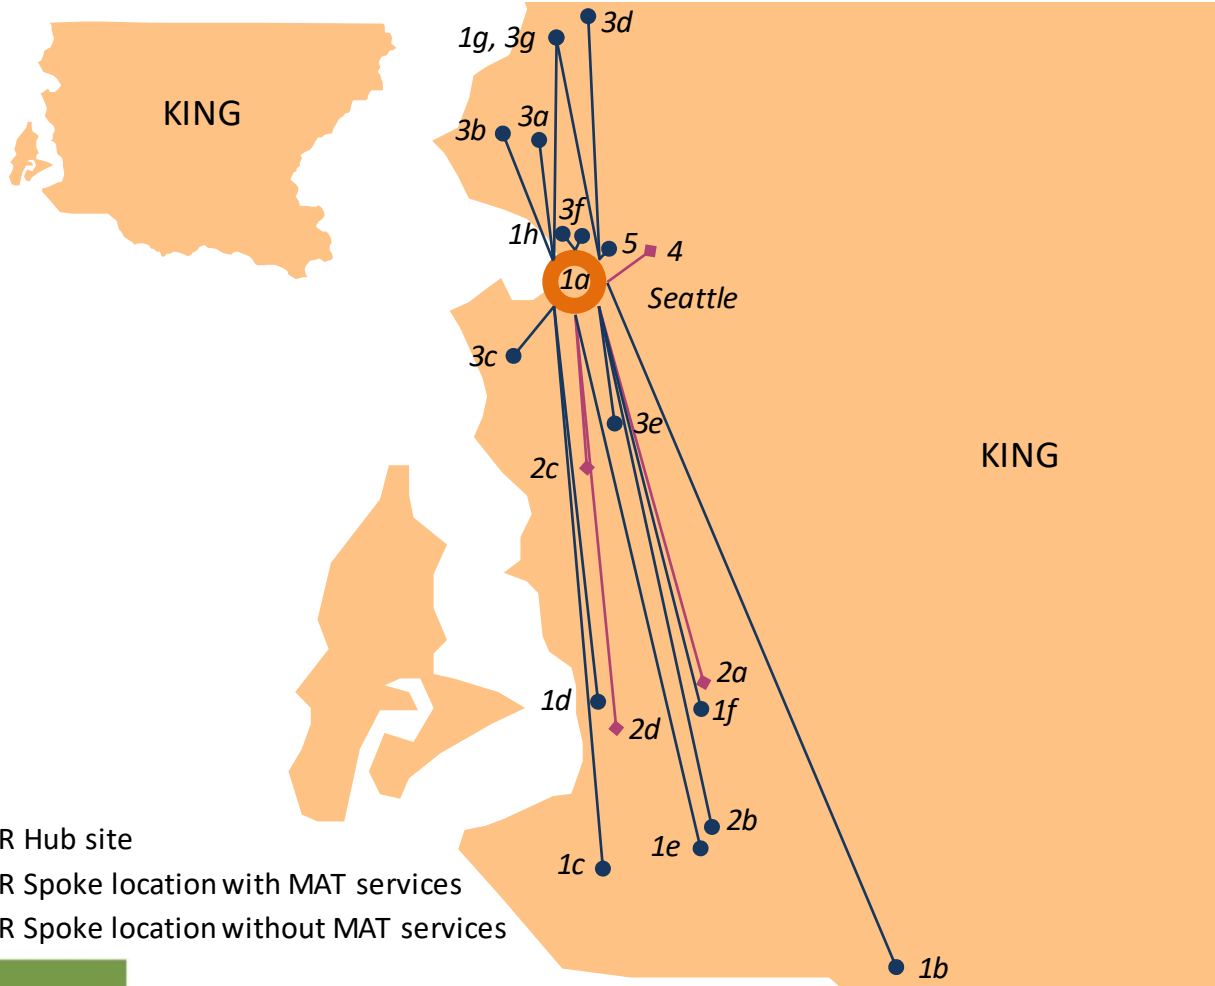 3d
1g, 3g
KING
3a
3b
3f
1h
5
4
1a
Seattle
3c
3e
KING
2c
2a
1d
1f
2d
2b
R Hub site
1e
1c
R Spoke location with MAT services
R Spoke location without MAT services
1b